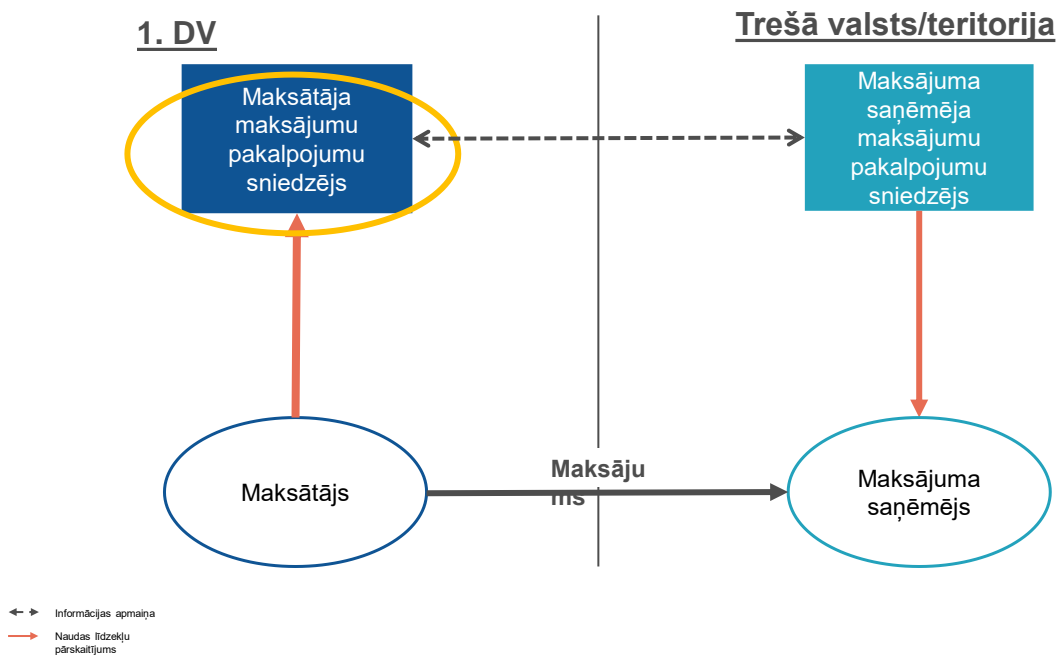 1. DV
Trešā valsts/teritorija
Maksātāja
maksājumu
pakalpojumu
sniedzējs
Maksājuma
saņēmēja
maksājumu
pakalpojumu
sniedzējs
Maksāju
ms
Maksātājs
Maksājuma
saņēmējs
Informācijas apmaiņa
Naudas līdzekļu
pārskaitījums